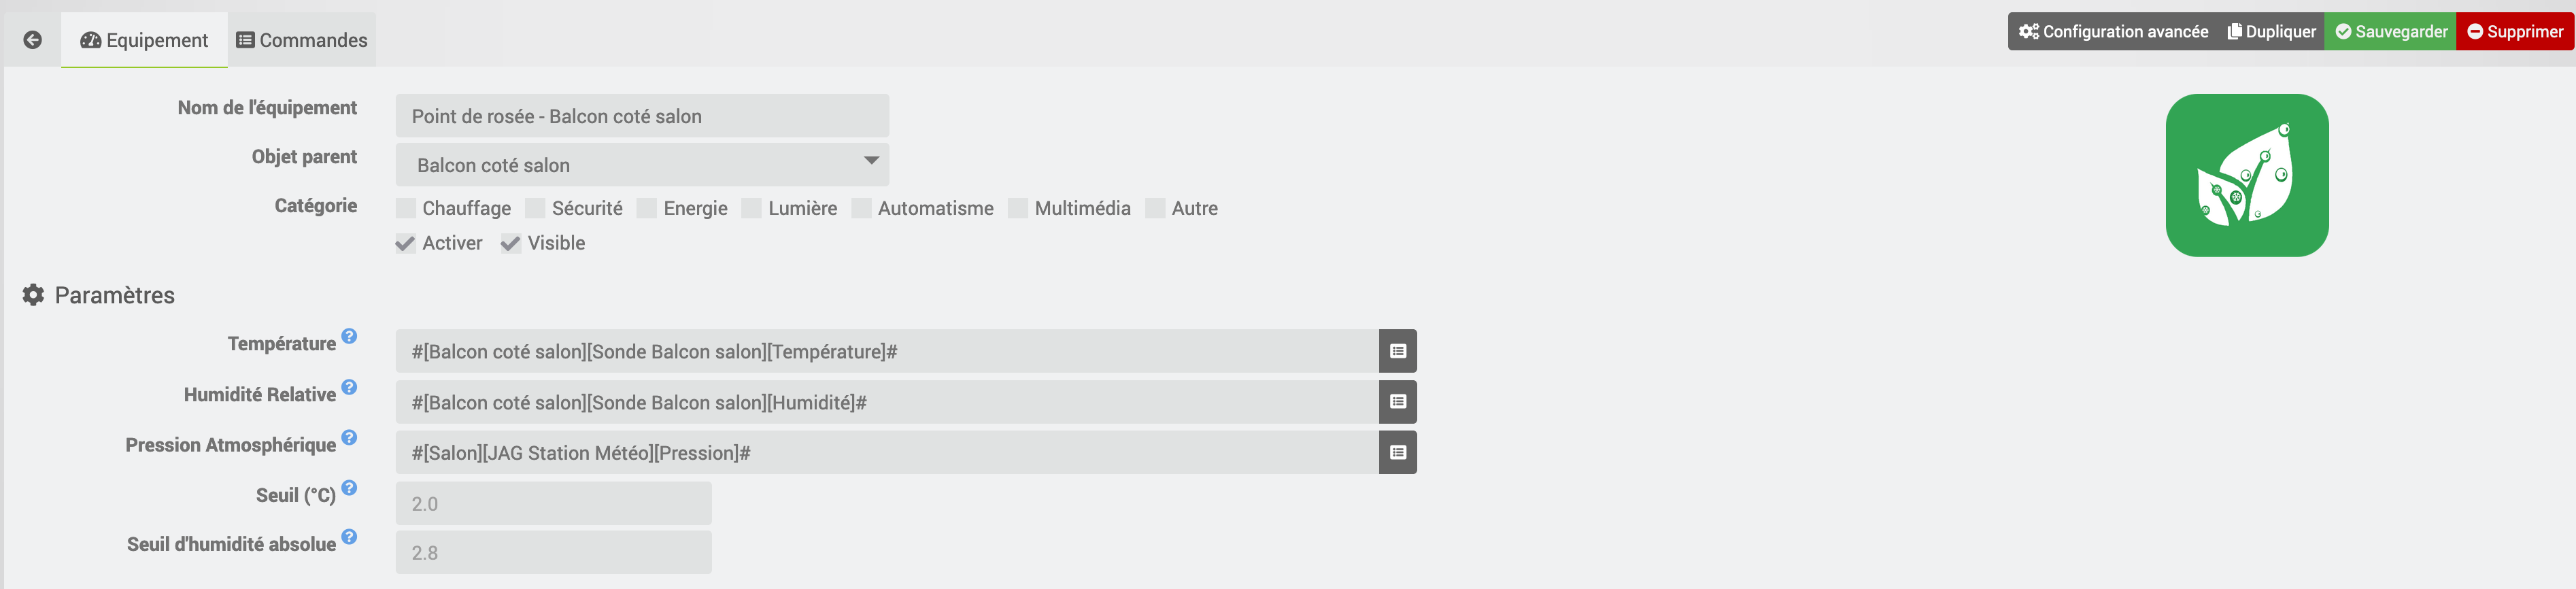 Equipement Commandes Configuration avancée Dupliquer Sauvegarder Supprimer
Nom de l'équipement Point de rosée - Balcon coté salon
Objet parent Balcon coté salon
Catégorie Chauffage Sécurité Energie Lumière Automatisme Multimédia Autre
Activer Visible
Paramètres
Température ? #[Balcon coté salon][Sonde Balcon salon][Température]#
Humidité Relative ? #[Balcon coté salon][Sonde Balcon salon][Humidité]#
Pression Atmosphérique ? #[Salon][JAG Station Météo][Pression]#
Seuil (°C) ? 2.0
Seuil d'humidité absolue ? 2.8